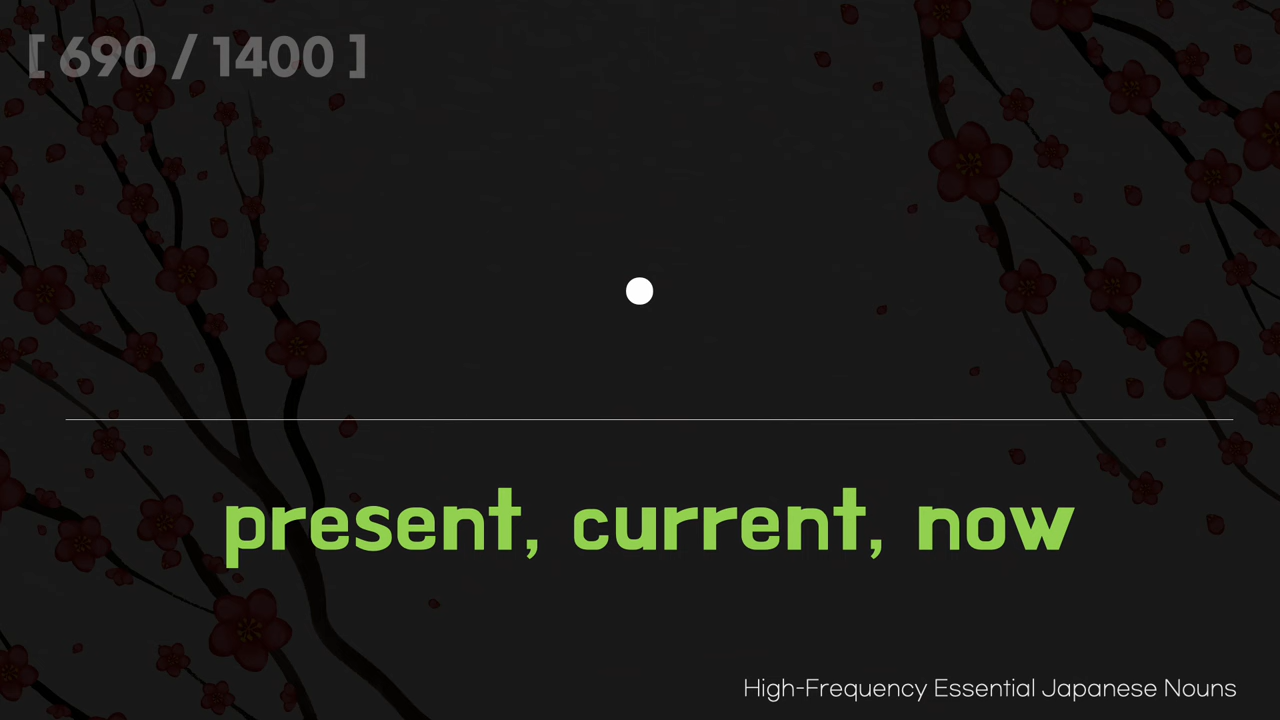 [ 690 / 1400 ]
present, current, now
High-Frequency Essential Japanese Nouns